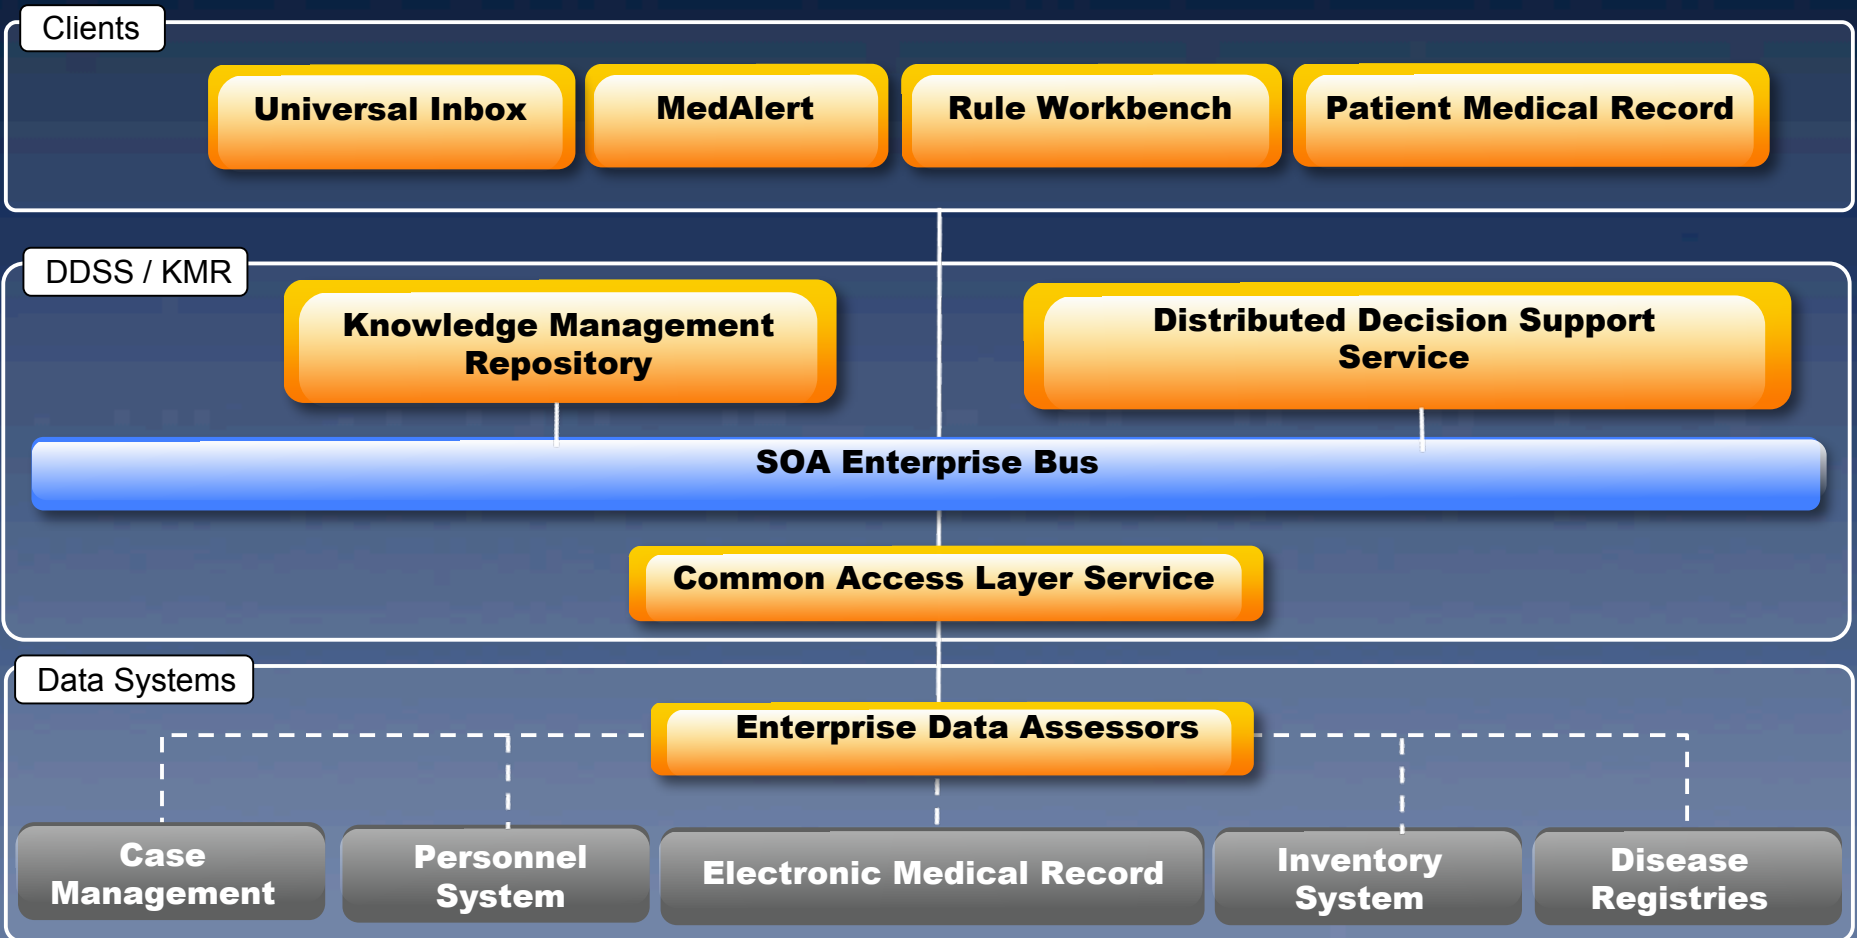 Clients
Universal Inbox
MedAlert
Rule Workbench
Patient Medical Record
DDSS / KMR
Knowledge Management
Repository
Distributed Decision Support
Service
SOA Enterprise Bus
Common Access Layer Service
Data Systems
Enterprise Data Assessors
Case
Management
Personnel
System
Electronic Medical Record
Inventory
System
Disease
Registries